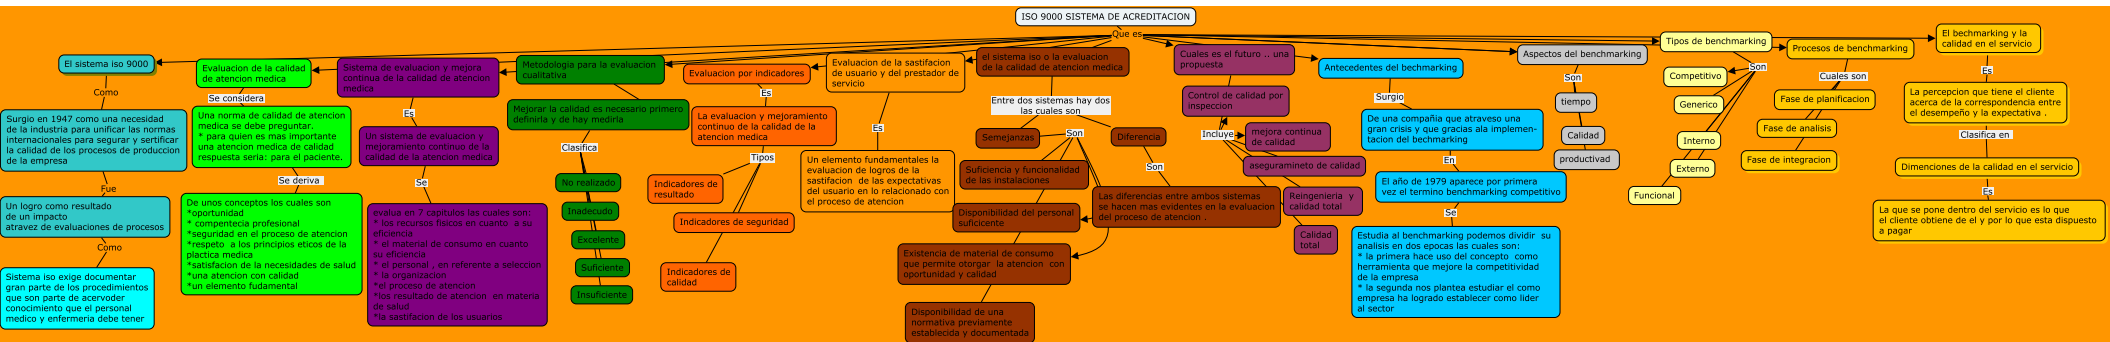 ISO 9000 SISTEMA DE ACREDITACION
Que es
El sistema iso 9000
Como
Surgio en 1947 como una necesidad
de la industria para unificar las normas
internacionales para segurar y sertificar
la calidad de los procesos de produccion
de la empresa
Fue
Un logro como resultado
de un impacto
atravez de evaluaciones de procesos
Como
Sistema iso exige documentar
gran parte de los procedimientos
que son parte de acervoder
conocimiento que el personal
medico y enfermeria debe tener
Evaluacion de la calidad
de atencion medica
Se considera
Una norma de calidad de atencion
medica se debe preguntar.
* para quien es mas importante
una atencion medica de calidad
respuesta seria: para el paciente.
Se deriva
De unos conceptos los cuales son
*oportunidad
* compentecia profesional
*seguridad en el proceso de atencion
*respeto a los principios eticos de la
plactica medica
*satisfacion de la necesidades de salud
*una atencion con calidad
*un elemento fudamental
Sistema de evaluacion y mejora
continua de la calidad de atencion
medica
Es
Un sistema de evaluacion y
mejoramiento continuo de la
calidad de la atencion medica
Se
evalua en 7 capitulos las cuales son:
* los recursos fisicos en cuanto a su
eficiencia
* el material de consumo en cuanto
su eficiencia
* el personal , en referente a seleccion
* la organizacion
*el proceso de atencion
*los resultado de atencion en materia
de salud
*la sastifacion de los usuarios
Metodologia para la evaluacion
cualitativa
Mejorar la calidad es necesario primero
definirla y de hay medirla
Clasifica
No realizado
Inadecudo
Excelente
Suficiente
Insuficiente
Evaluacion por indicadores
Es
La evaluacion y mejoramiento
continuo de la calidad de la
atencion medica
Tipos
Indicadores de
resultado
Indicadores de seguridad
Indicadores de
calidad
Evaluacion de la sastifacion
de usuario y del prestador de
servicio
Es
Un elemento fundamentales la
evaluacion de logros de la
sastifacion de las expectativas
del usuario en lo relacionado con
el proceso de atencion
el sistema iso o la evaluacion
de la calidad de atencion medica
Entre dos sistemas hay dos
las cuales son
Semejanzas
Son
Diferencia
Suficiencia y funcionalidad
de las instalaciones
Disponibilidad del personal
suficente
Existencia de material de consumo
que permite otorgar la atencion con
oportunidad y calidad
Disponibilidad de una
normativa previamente
establecida y documentada
Son
Las diferencias entre ambos sistemas
se hacen mas evidentes en la evaluacion
del proceso de atencion .
Cuales es el futuro .. una
propuesta
Control de calidad por
inspeccion
Incluye
mejora continua
de calidad
aseguramineto de calidad
Reingenieria y
calidad total
Calidad
total
Antecedentes del bechmarking
Surgio
De una compañia que atraveso una
gran crisis y que gracias ala implemen-
tacion del bechmarking
En
El año de 1979 aparece por primera
vez el termino benchmarking competitivo
Se
Estudia al benchmarking podemos dividir su
analisis en dos epocas las cuales son:
* la primera hace uso del concepto como
herramienta que mejore la competitividad
de la empresa
* la segunda nos plantea estudiar el como
empresa ha logrado establecer como lider
al sector
Aspectos del benchmarking
Son
tiempo
Calidad
productivad
Tipos de benchmarking
Son
Competitivo
Generico
Interno
Externo
Funcional
Procesos de benchmarking
Cuales son
Fase de planificacion
Fase de analisis
Fase de integracion
El bechmarking y la
calidad en el servicio
Es
La percepcion que tiene el cliente
acerca de la correspondencia entre
el desempeño y la expectativa .
Clasifica en
Dimenciones de la calidad en el servicio
Es
La que se pone dentro del servicio es lo que
el cliente obtiene de el y por lo que esta dispuesto
a pagar